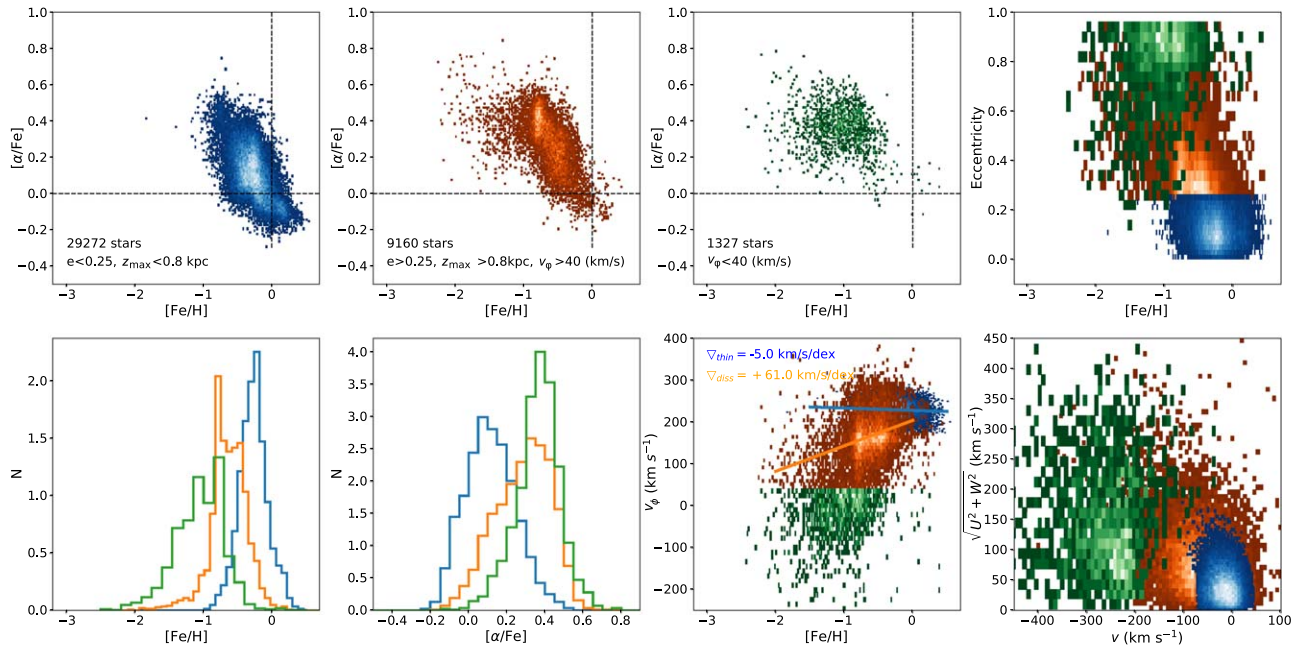 1.0
0.8
0.6
0.4
0.2
0.0
−0.2
−0.4
[α/Fe]
29272 stars
e<0.25, z_max<0.8 kpc
−3 −2 −1 0
[Fe/H]
1.0
0.8
0.6
0.4
0.2
0.0
−0.2
−0.4
[α/Fe]
9160 stars
e>0.25, z_max >0.8kpc, v_φ>40 (km/s)
−3 −2 −1 0
[Fe/H]
1.0
0.8
0.6
0.4
0.2
0.0
−0.2
−0.4
[α/Fe]
1327 stars
v_φ<40 (km/s)
−3 −2 −1 0
[Fe/H]
1.0
0.8
0.6
0.4
0.2
0.0
Eccentricity
−3 −2 −1 0
[Fe/H]
2.0
1.5
1.0
0.5
0.0
N
−3 −2 −1 0
[Fe/H]
4.0
3.5
3.0
2.5
2.0
1.5
1.0
0.5
0.0
N
−0.4 −0.2 0.0 0.2 0.4 0.6 0.8
[α/Fe]
400
300
200
100
0
−100
−200
v_ϕ (km s⁻¹)
▽_thin = -5.0 km/s/dex
▽_diss = +61.0 km/s/dex
−3 −2 −1 0
[Fe/H]
450
400
350
300
250
200
150
100
50
0
√U² + W² (km s⁻¹)
−400 −300 −200 −100 0 100
v (km s⁻¹)